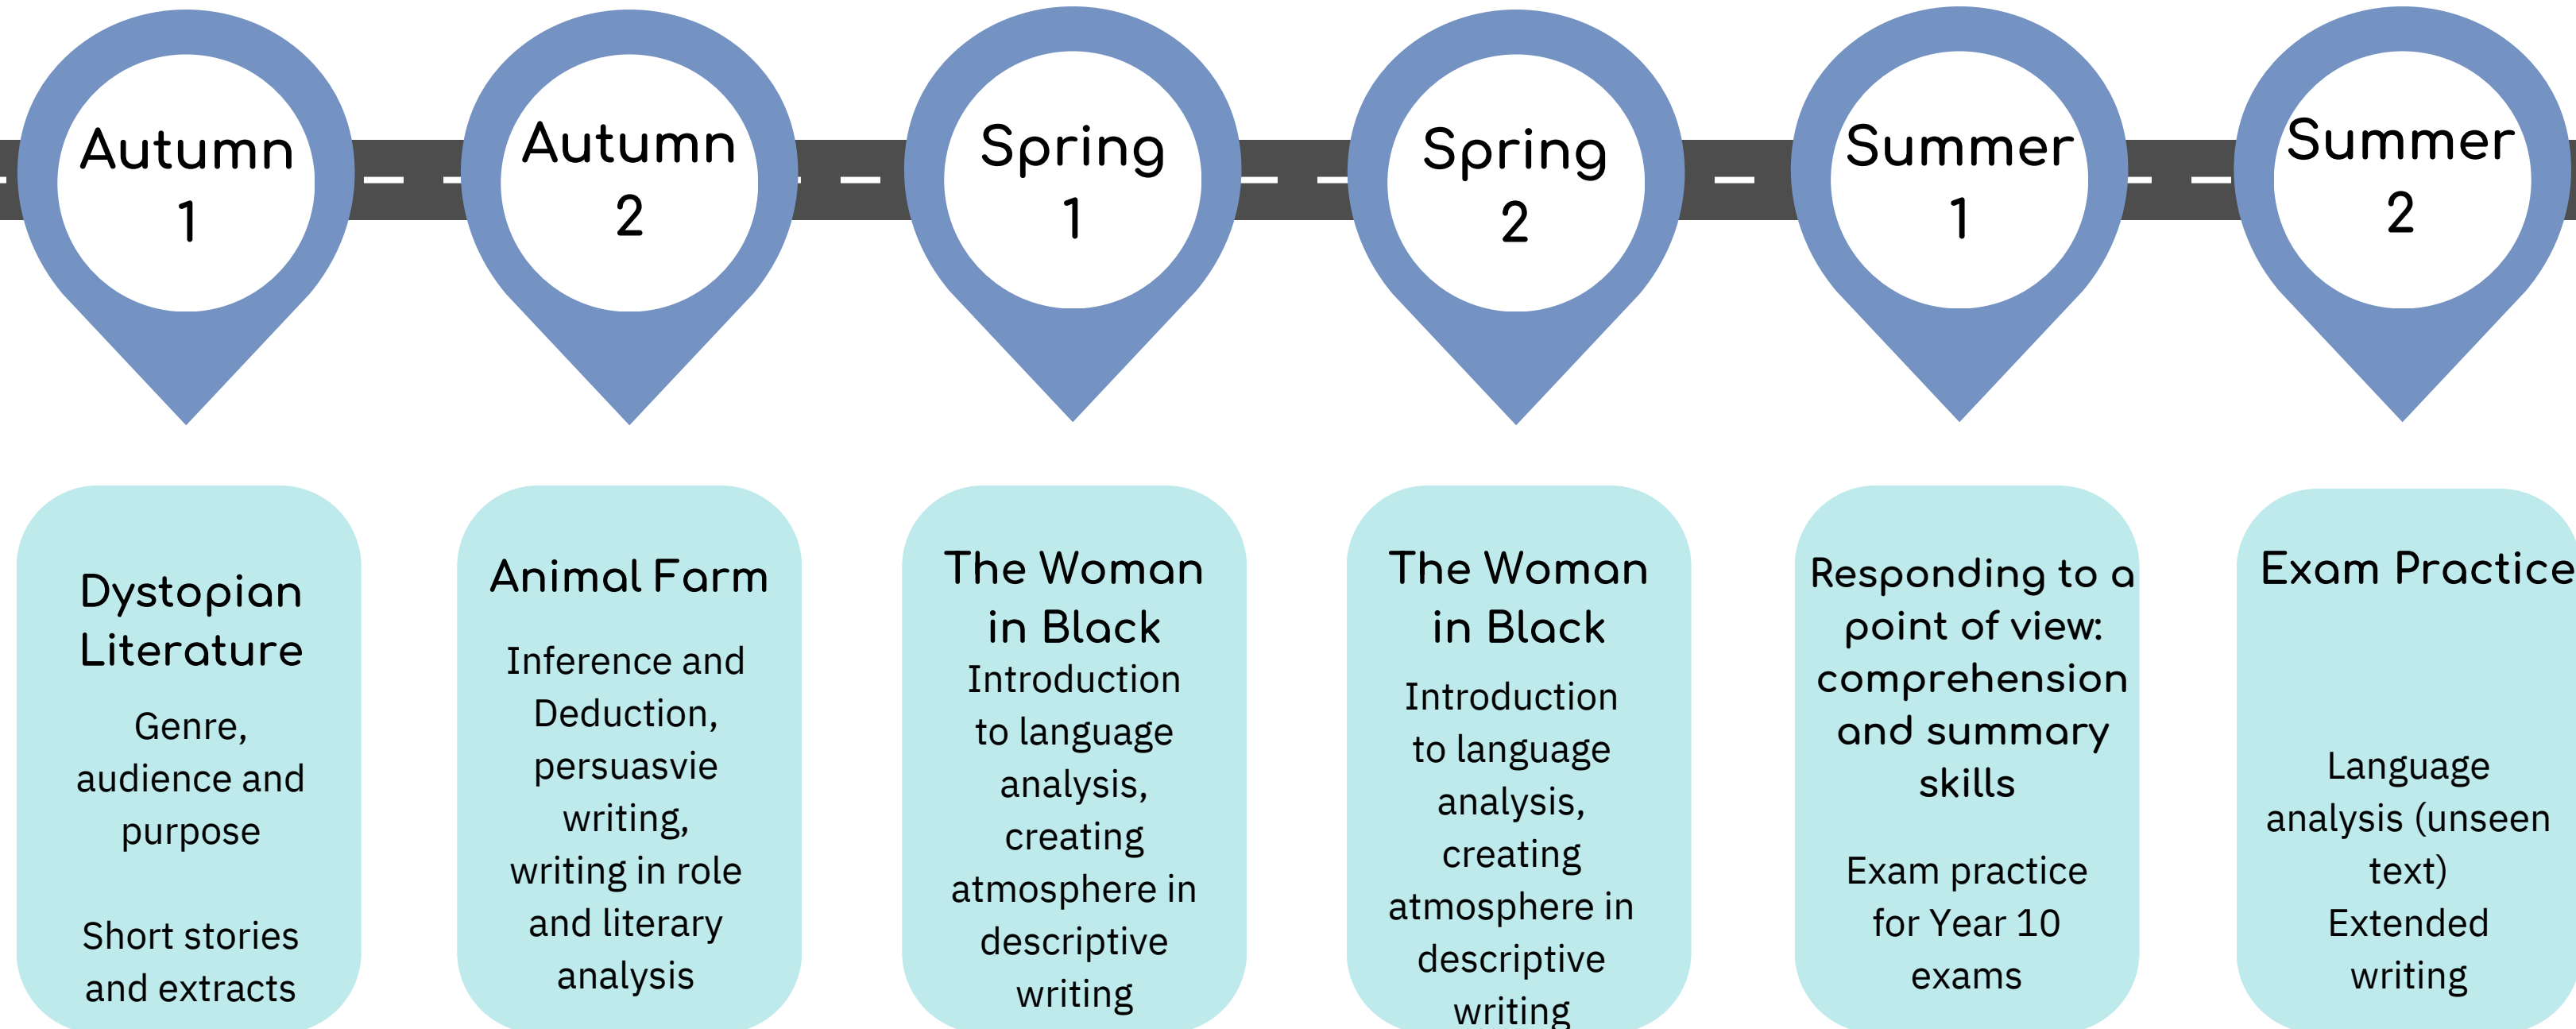 Autumn
1
Autumn
2
Spring
1
Spring
2
Summer
1
Summer
2
Dystopian
Literature
Genre,
audience and
purpose
Short stories
and extracts
Animal Farm
Inference and
Deduction,
persuasvie
writing,
writing in role
and literary
analysis
The Woman
in Black
Introduction
to language
analysis,
creating
atmosphere in
descriptive
writing
The Woman
in Black
Introduction
to language
analysis,
creating
atmosphere in
descriptive
writing
Responding to a
point of view:
comprehension
and summary
skills
Exam practice
for Year 10
exams
Exam Practice
Language
analysis (unseen
text)
Extended
writing